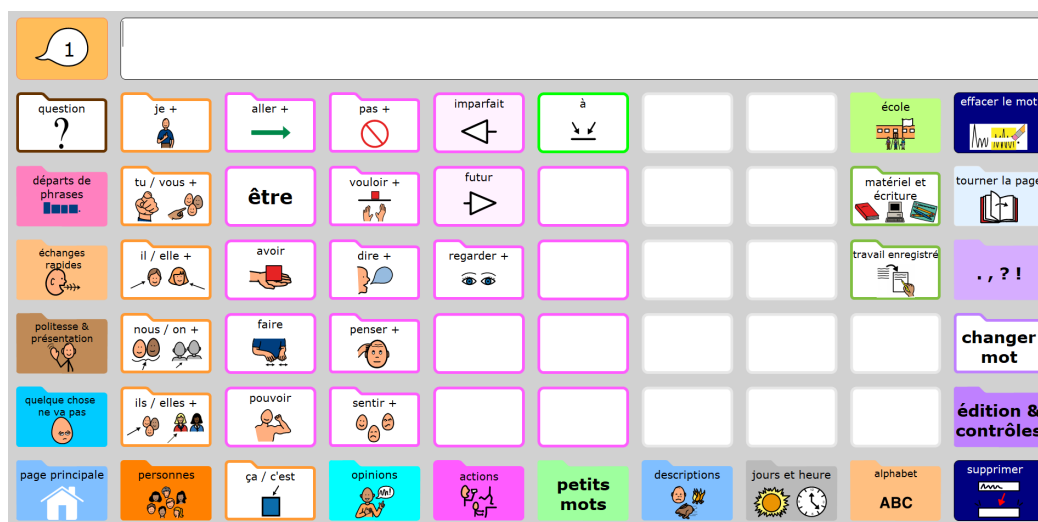 1
question
?
je +
aller +
pas +
imparfait
à
école
effacer le mot
départs de
phrases
tu / vous +
être
vouloir +
futur
matériel et
écriture
tourner la page
échanges
rapides
il / elle +
avoir
dire +
regarder +
travail enregistré
. , ? !
politesse &
présentation
nous / on +
faire
penser +
changer
mot
quelque chose
ne va pas
ils / elles +
pouvoir
sentir +
édition &
contrôles
page principale
personnes
ça / c'est
opinions
actions
petits
mots
descriptions
jours et heure
alphabet
ABC
supprimer